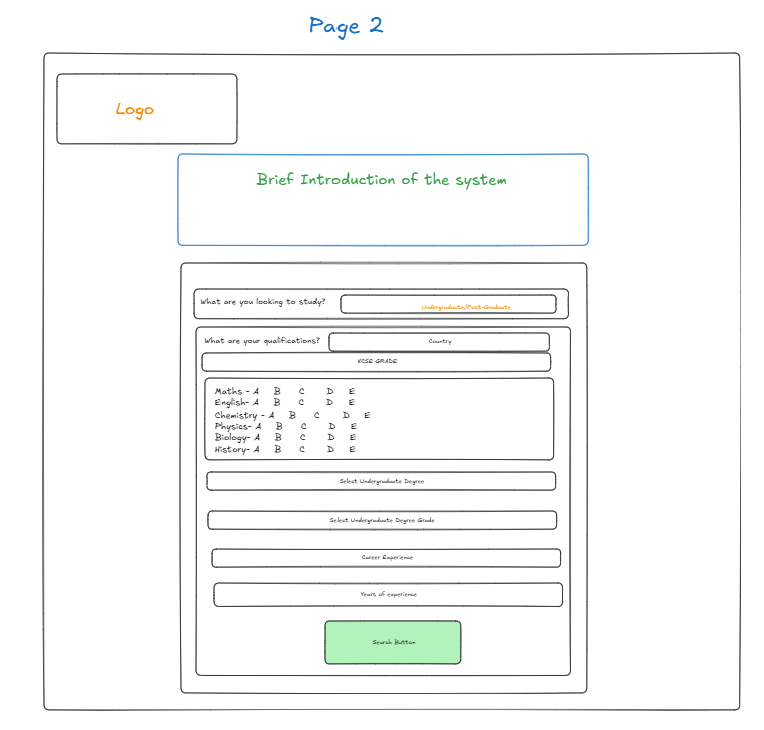 Page 2
Logo
Brief Introduction of the system
What are you looking to study? Undergraduate/Post-Graduate
What are your qualifications? Country
KCSE GRADE
Maths - A B C D E
English- A B C D E
Chemistry - A B C D E
Physics- A B C D E
Biology- A B C D E
History- A B C D E
Select Undergraduate Degree
Select Undergraduate Degree Grade
Career Experience
Years of experience
Search Button